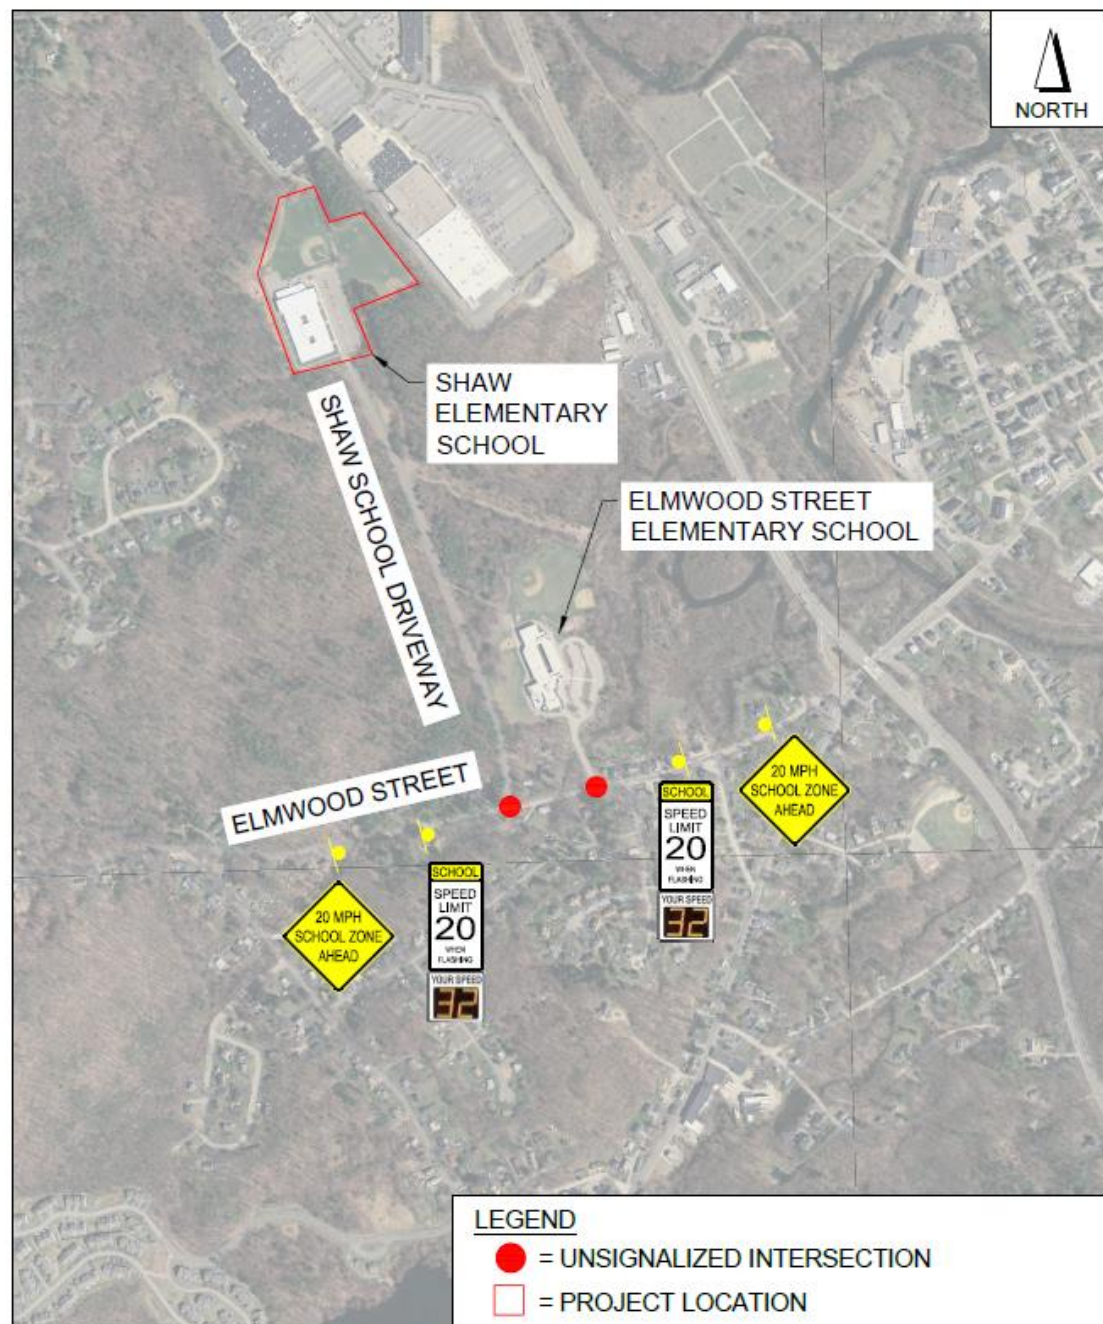 NORTH
SHAW
ELEMENTARY
SCHOOL
SHAW SCHOOL DRIVEWAY
ELMWOOD STREET
ELEMENTARY SCHOOL
ELMWOOD STREET
20 MPH
SCHOOL ZONE
AHEAD
SCHOOL
SPEED
LIMIT
20
WHEN
FLASHING
YOUR SPEED
32
20 MPH
SCHOOL ZONE
AHEAD
SCHOOL
SPEED
LIMIT
20
WHEN
FLASHING
YOUR SPEED
32
LEGEND
= UNSIGNALIZED INTERSECTION
= PROJECT LOCATION